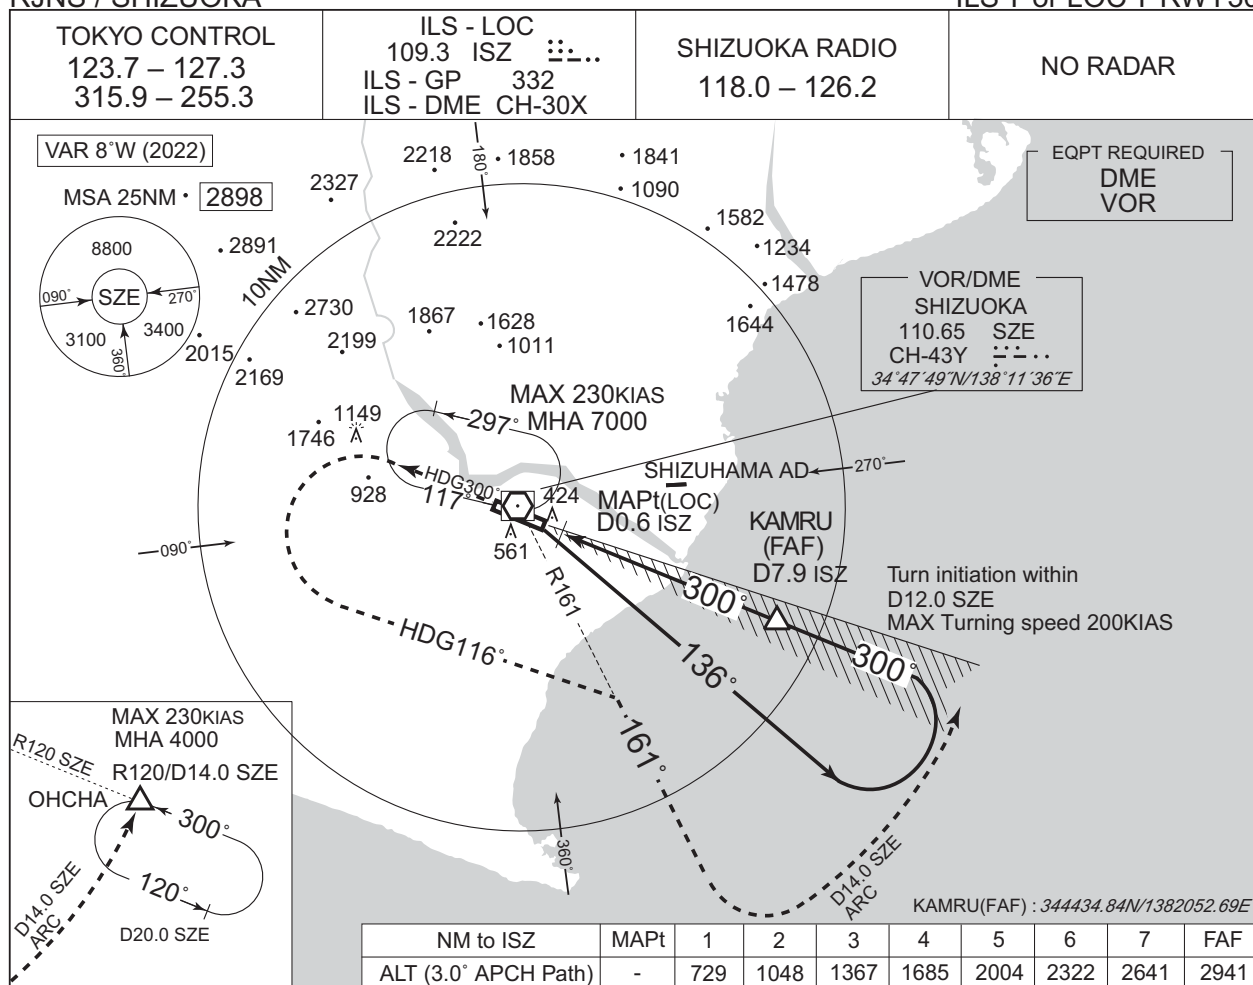 RJNS / SHIZUOKA
ILS Y or LOC Y RWY30
TOKYO CONTROL
123.7 – 127.3
315.9 – 255.3
ILS - LOC
109.3 ISZ
ILS - GP 332
ILS - DME CH-30X
SHIZUOKA RADIO
118.0 – 126.2
NO RADAR
VAR 8˚W (2022)
MSA 25NM
2898
8800
SZE
090˚
270˚
3100
3400
360˚
10NM
2327
2218
180˚
1858
1841
1090
2891
2222
1582
1234
1478
1644
2730
2199
1867
1628
1011
2015
2169
1149
1746
928
EQPT REQUIRED
DME
VOR
VOR/DME
SHIZUOKA
110.65 SZE
CH-43Y
34˚47´49˝N/138˚11´36˝E
MAX 230KIAS
MHA 7000
297˚
HDG300˚
117˚
SHIZUHAMA AD
270˚
424
561
MAPt(LOC)
D0.6 ISZ
KAMRU
(FAF)
D7.9 ISZ
090˚
R161
300˚
300˚
Turn initiation within
D12.0 SZE
MAX Turning speed 200KIAS
HDG116˚
136˚
161˚
360˚
D14.0 SZE
ARC
MAX 230KIAS
MHA 4000
R120 SZE
R120/D14.0 SZE
OHCHA
300˚
120˚
D14.0 SZE
ARC
D20.0 SZE
KAMRU(FAF) : 344434.84N/1382052.69E
NM to ISZ MAPt 1 2 3 4 5 6 7 FAF
ALT (3.0˚ APCH Path) - 729 1048 1367 1685 2004 2322 2641 2941